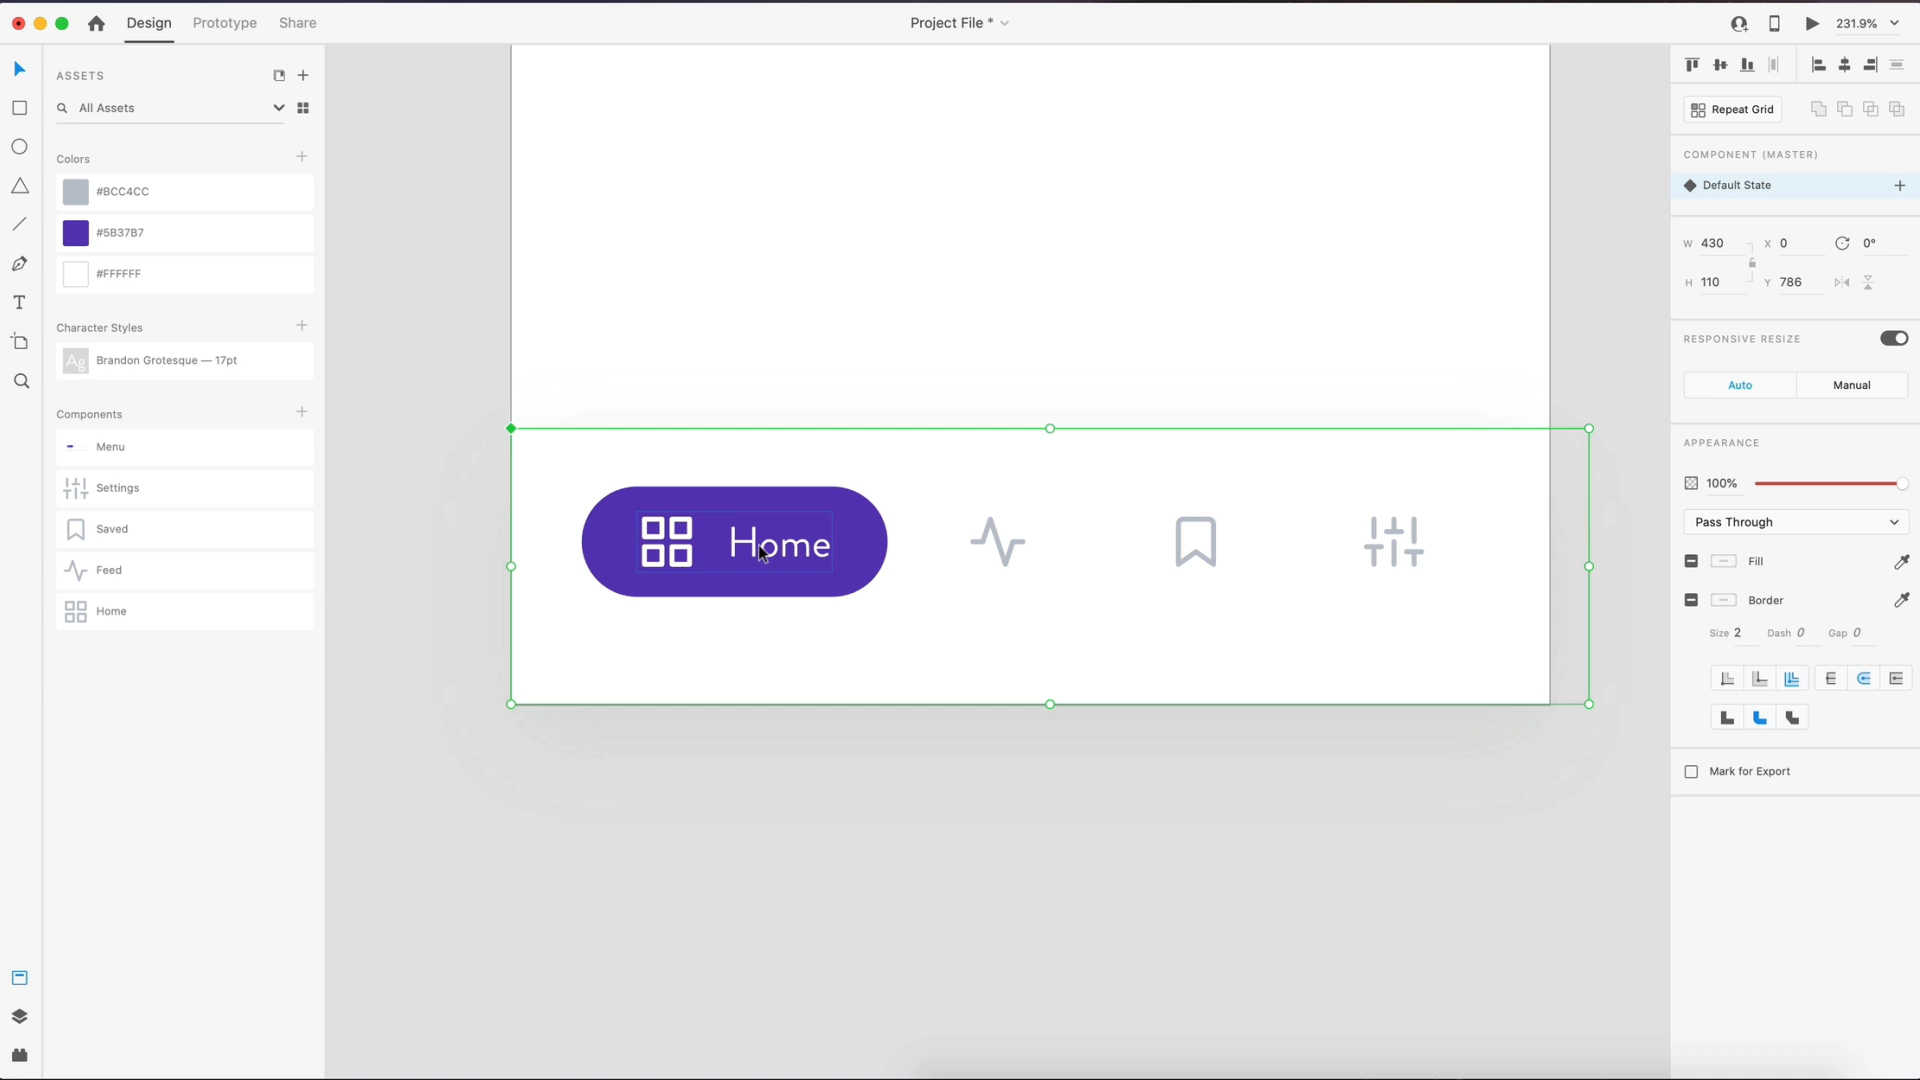 Design Prototype Share
Project File *
231.9%
ASSETS
All Assets
Colors
#BCC4CC
#5B37B7
#FFFFFF
Character Styles
Ag Brandon Grotesque — 17pt
Components
Menu
Settings
Saved
Feed
Home
Home
Repeat Grid
COMPONENT (MASTER)
Default State
W 430 X 0 0°
H 110 Y 786
RESPONSIVE RESIZE
Auto Manual
APPEARANCE
100%
Pass Through
Fill
Border
Size 2 Dash 0 Gap 0
Mark for Export